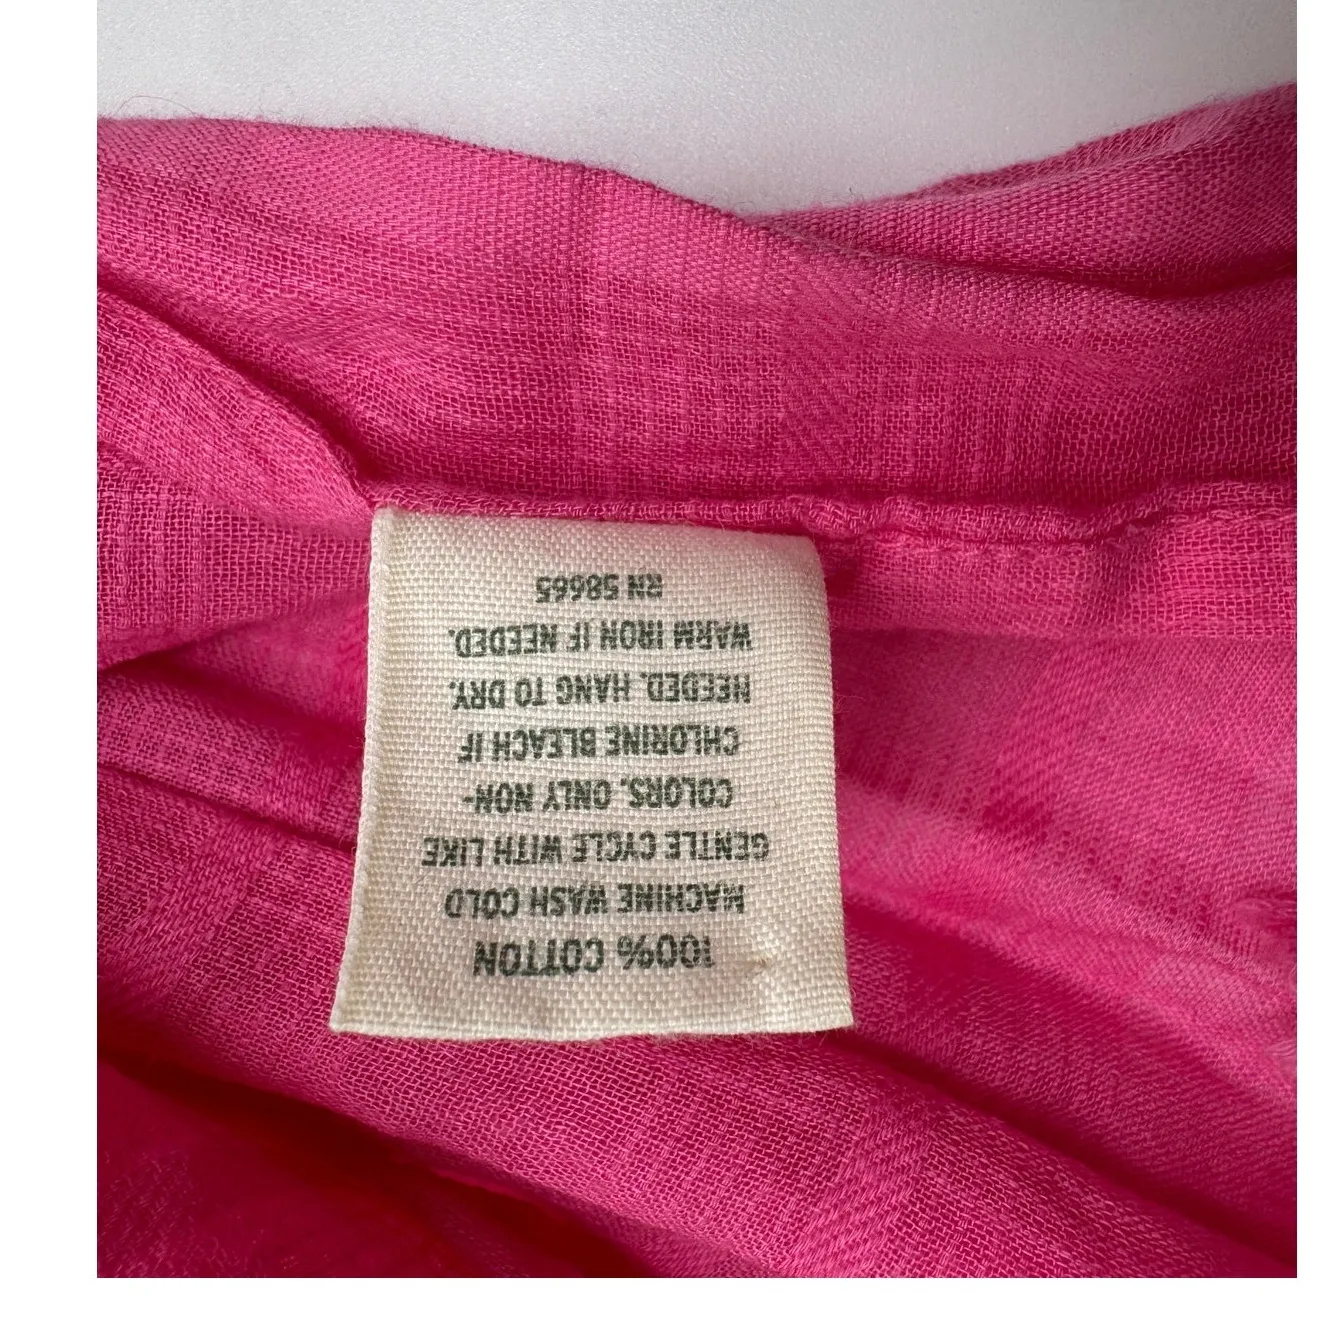 100% COTTON
MACHINE WASH COLD
GENTLE CYCLE WITH LIKE
COLORS. ONLY NON-
CHLORINE BLEACH IF
NEEDED. HANG TO DRY.
WARM IRON IF NEEDED.
RN 58665